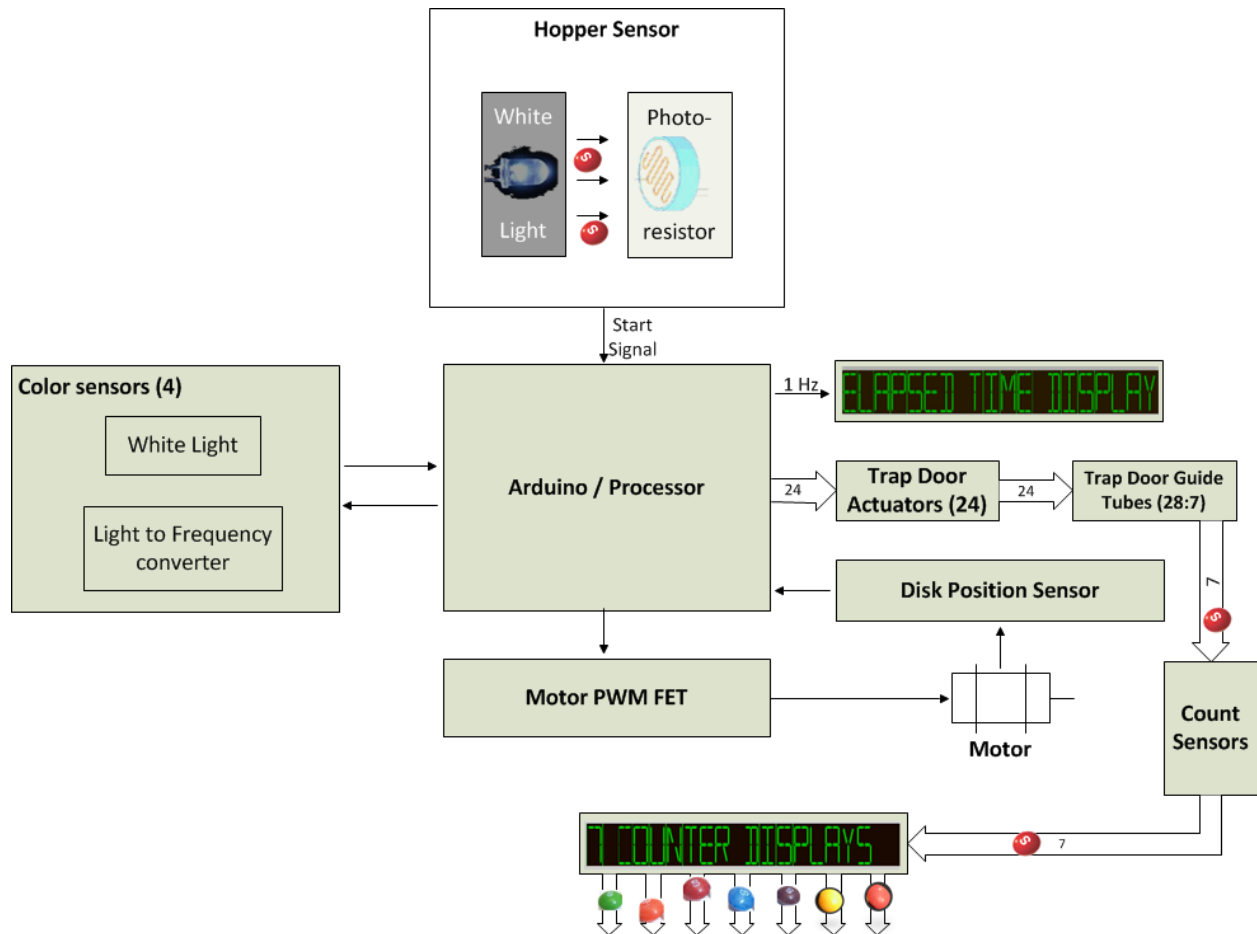 Hopper Sensor
White
Light
Photo-
resistor
S
S
Start
Signal
Color sensors (4)
White Light
Light to Frequency
converter
Arduino / Processor
1 Hz
ELAPSED TIME DISPLAY
24
Trap Door
Actuators (24)
24
Trap Door Guide
Tubes (28:7)
7
S
Disk Position Sensor
Motor PWM FET
Motor
Count
Sensors
7 COUNTER DISPLAYS
S
7
S
S
S
S
S